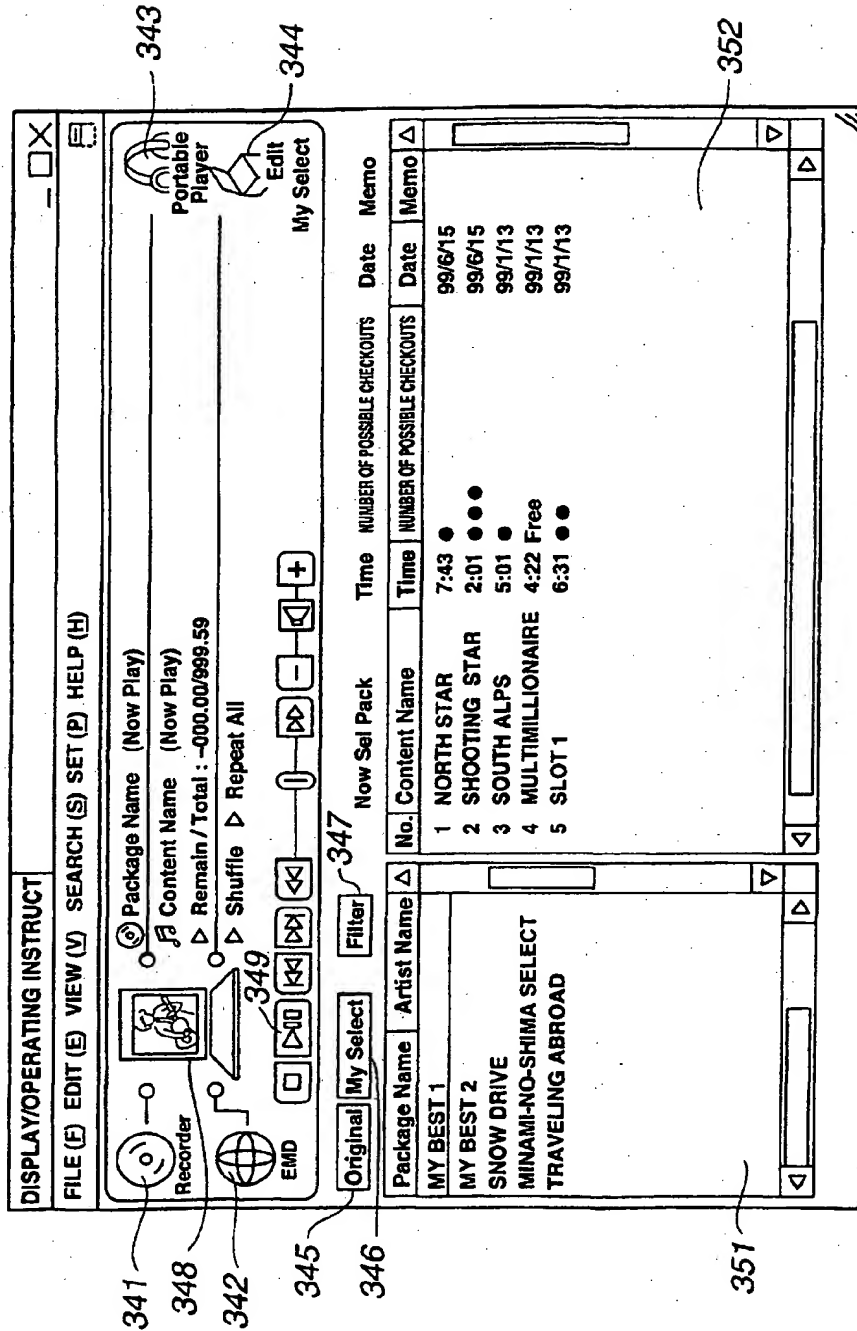 DISPLAY/OPERATING INSTRUCT
FILE (F) EDIT (E) VIEW (V) SEARCH (S) SET (P) HELP (H)
341
Recorder
348
342
EMD
Package Name (Now Play)
Content Name (Now Play)
Remain / Total : -000.00/999.59
Shuffle Repeat All
349
Portable
Player
343
Edit
344
My Select
345
Original
My Select
346
Filter
347
Now Sel Pack Time NUMBER OF POSSIBLE CHECKOUTS Date Memo
Package Name Artist Name
MY BEST 1
MY BEST 2
SNOW DRIVE
MINAMI-NO-SHIMA SELECT
TRAVELING ABROAD
351
No. Content Name Time NUMBER OF POSSIBLE CHECKOUTS Date Memo
1 NORTH STAR 7:43 ● 99/6/15
2 SHOOTING STAR 2:01 ● ● ● 99/6/15
3 SOUTH ALPS 5:01 ● 99/1/13
4 MULTIMILLIONAIRE 4:22 Free 99/1/13
5 SLOT 1 6:31 ● ● 99/1/13
352